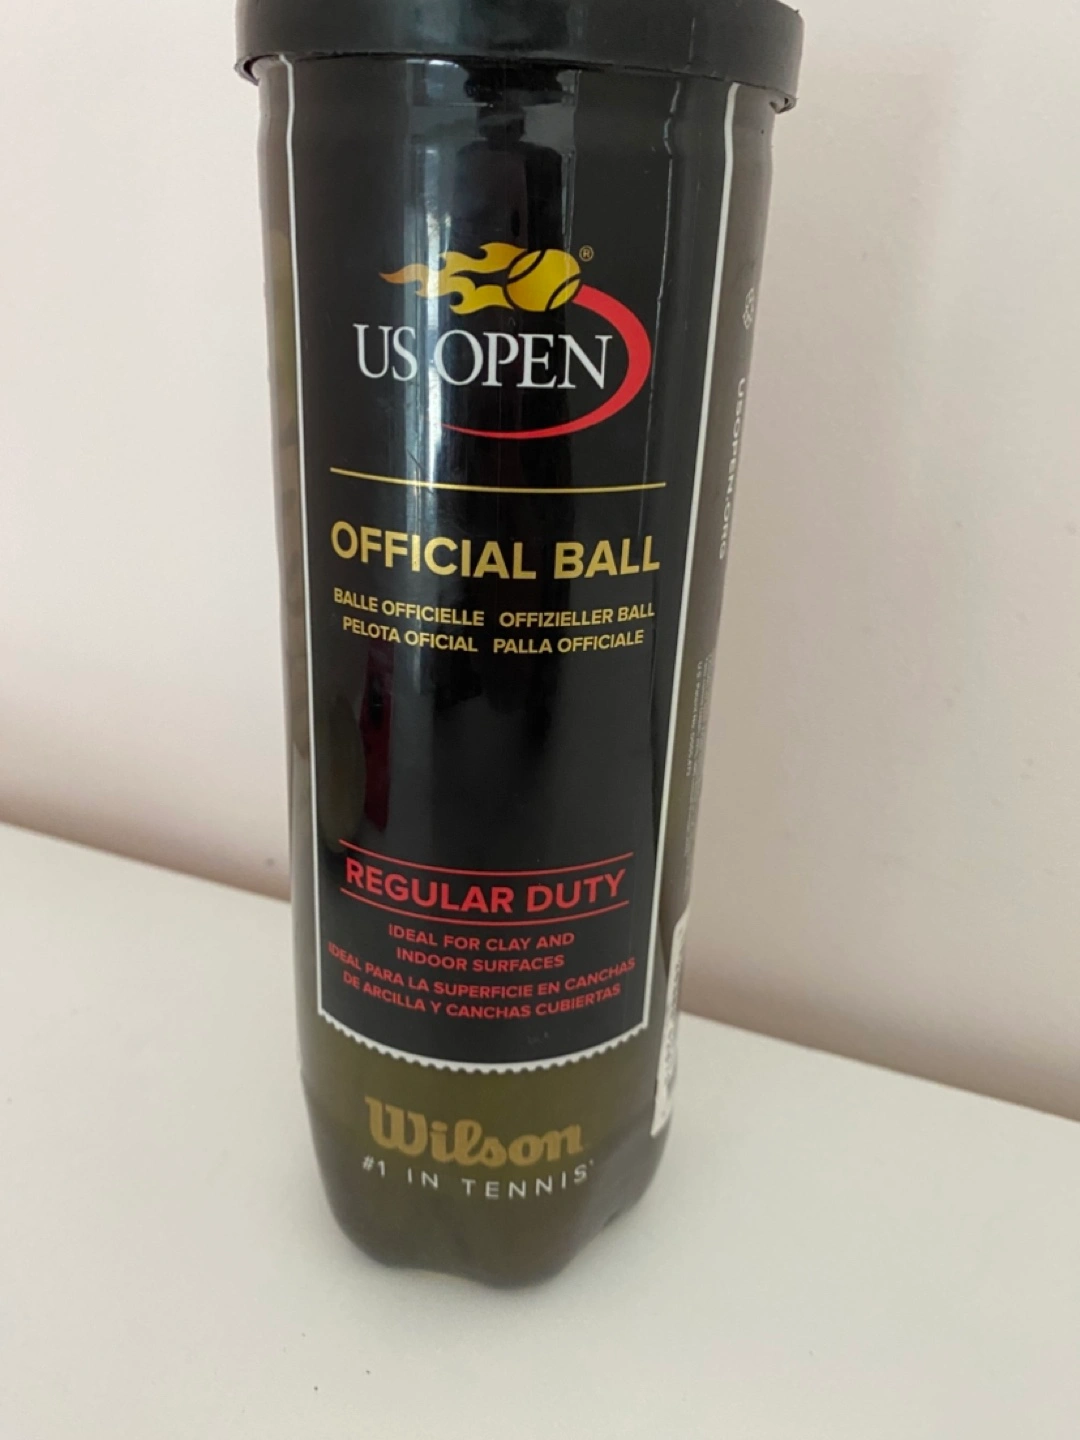 ®
US OPEN
OFFICIAL BALL
BALLE OFFICIELLE OFFIZIELLER BALL
PELOTA OFICIAL PALLA OFFICIALE
REGULAR DUTY
IDEAL FOR CLAY AND
INDOOR SURFACES
IDEAL PARA LA SUPERFICIE EN CANCHAS
DE ARCILLA Y CANCHAS CUBIERTAS
Wilson
#1 IN TENNIS
USOPEN.ORG